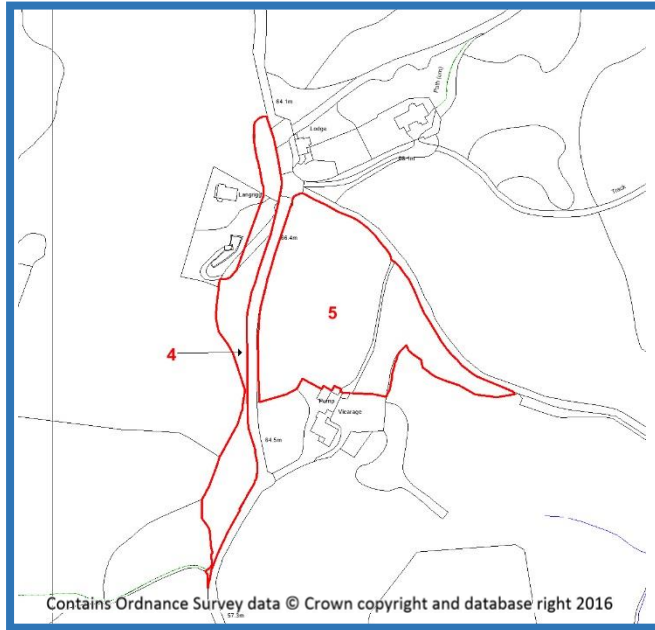 64.1m
Path (um)
Lodge
Langrigg
Track
66.4m
5
4
Pump
Vicarage
64.5m
57.5m
Contains Ordnance Survey data © Crown copyright and database right 2016